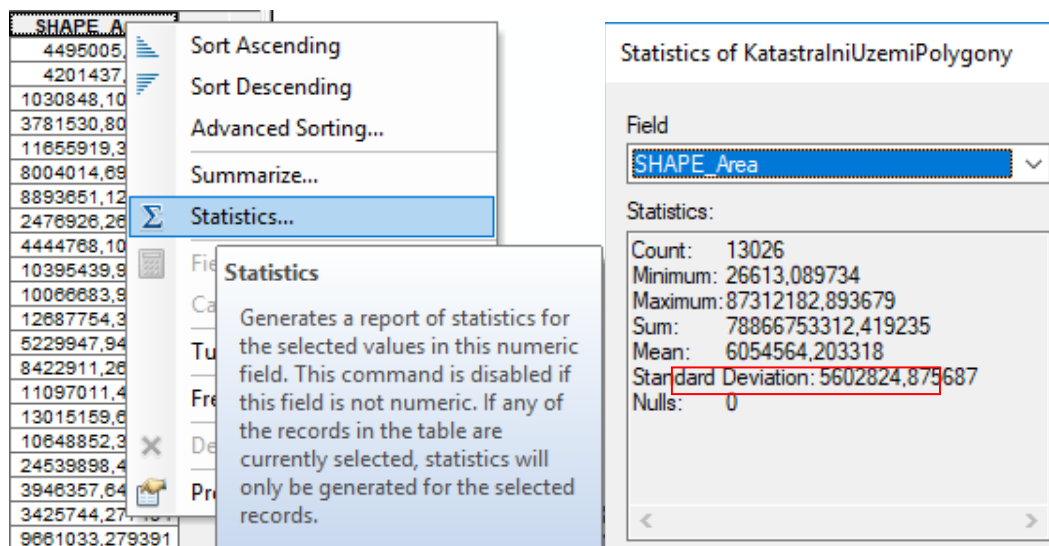 SHAPE_A
4495005,
4201437,
1030848,10
3781530,80
11655919,3
8004014,69
8893651,12
2476926,26
4444768,10
10395439,9
10066683,9
12687754,3
5229947,94
8422911,26
11097011,4
13015159,6
10648852,3
24539898,4
3946357,64
3425744,27
9661033,279391
Sort Ascending
Sort Descending
Advanced Sorting...
Summarize...
Statistics...
Fie
Ca
Tu
Fre
De
Pro
Statistics
Generates a report of statistics for
the selected values in this numeric
field. This command is disabled if
this field is not numeric. If any of
the records in the table are
currently selected, statistics will
only be generated for the selected
records.
Statistics of KatastralniUzemiPolygony
Field
SHAPE_Area
Statistics:
Count: 13026
Minimum: 26613,089734
Maximum: 87312182,893679
Sum: 78866753312,419235
Mean: 6054564,203318
Standard Deviation: 5602824,875687
Nulls: 0